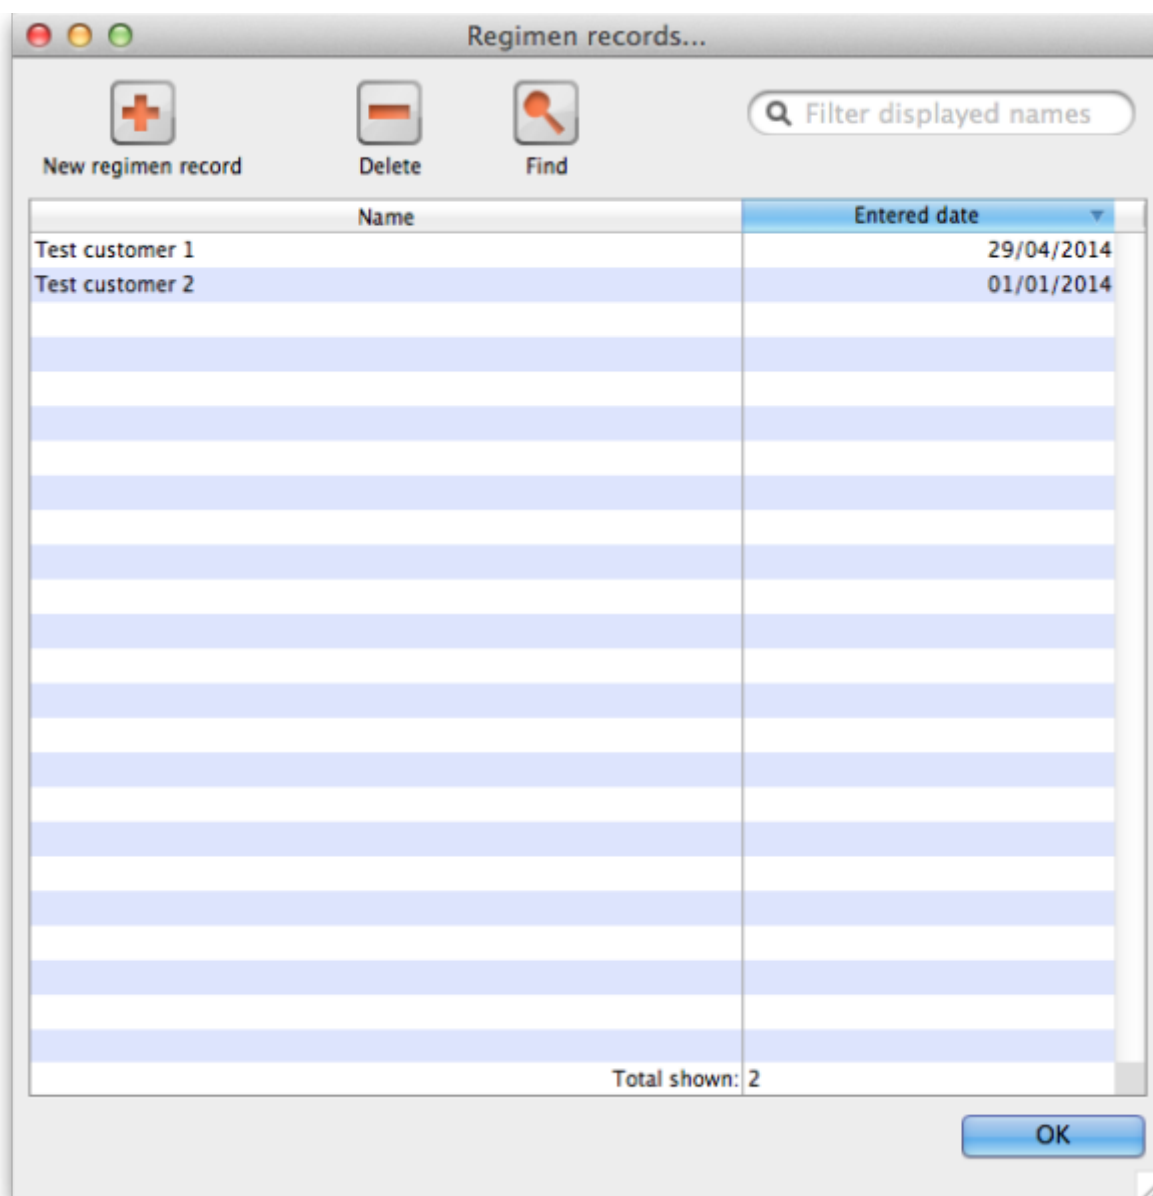 Regimen records...
Filter displayed names
New regimen record Delete Find
Name Entered date
Test customer 1 29/04/2014
Test customer 2 01/01/2014
Total shown: 2
OK